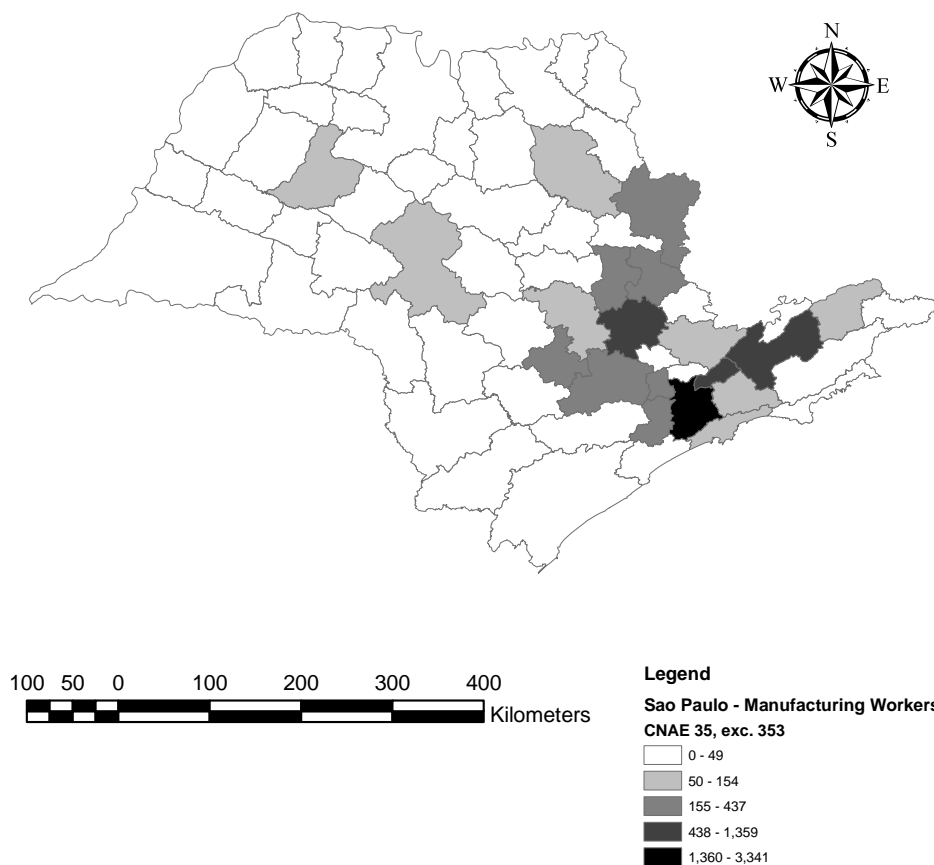 N
W E
S
100 50 0 100 200 300 400
Kilometers
Legend
Sao Paulo - Manufacturing Workers
CNAE 35, exc. 353
0 - 49
50 - 154
155 - 437
438 - 1,359
1,360 - 3,341